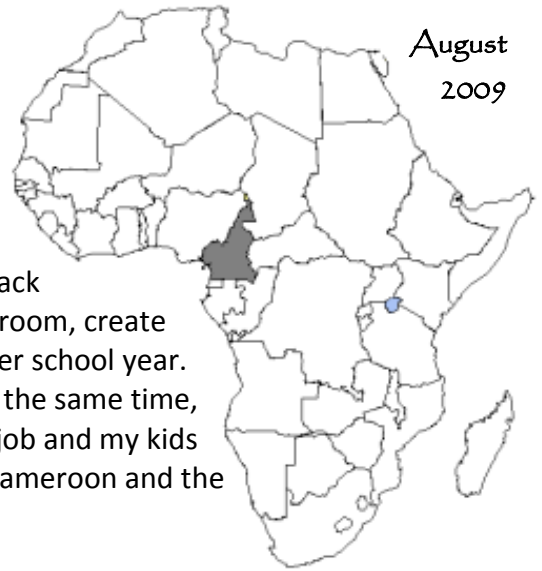 August
2009
ack
room, create
er school year.
the same time,
job and my kids
ameroon and the